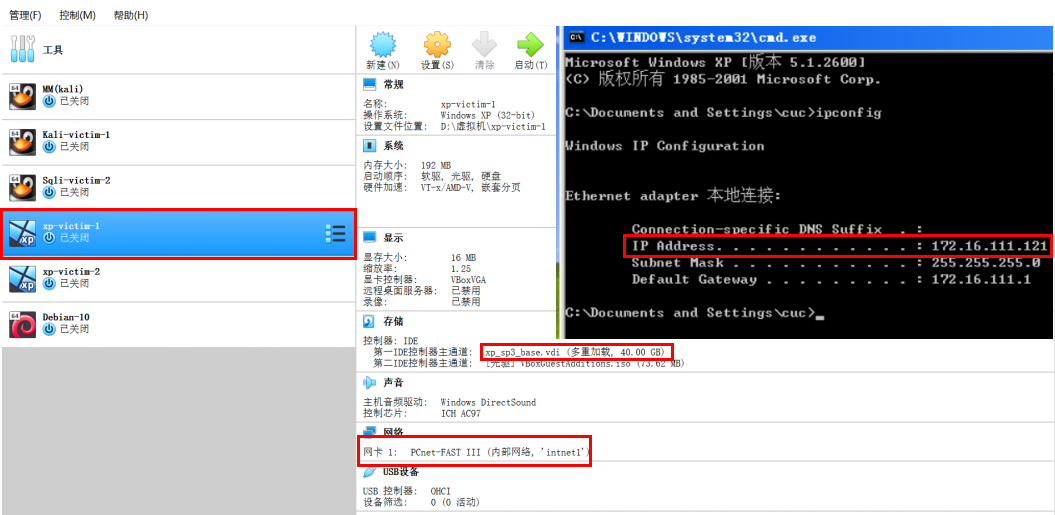 管理(F) 控制(M) 帮助(H)
工具
MM(kali)
已关闭
Kali-victim-1
已关闭
Sqli-victim-2
已关闭
xp-victim-1
已关闭
xp-victim-2
已关闭
Debian-10
已关闭
新建(N) 设置(S) 清除 启动(T)
常规
名称: xp-victim-1
操作系统: Windows XP (32-bit)
设置文件位置: D:\虚拟机\xp-victim-1
系统
内存大小: 192 MB
启动顺序: 软驱, 光驱, 硬盘
硬件加速: VT-x/AMD-V, 嵌套分页
显示
显存大小: 16 MB
缩放率: 1.25
显卡控制器: VBoxVGA
远程桌面服务器: 已禁用
录像: 已禁用
存储
控制器: IDE
第一IDE控制器主通道: xp_sp3_base.vdi (多重加载, 40.00 GB)
第二IDE控制器主通道: [光驱] VBoxGuestAdditions.iso (73.62 MB)
声音
主机音频驱动: Windows DirectSound
控制芯片: ICH AC97
网络
网卡 1: PCnet-FAST III (内部网络, 'intnet1')
USB设备
USB 控制器: OHCI
设备筛选: 0 (0 活动)
C:\WINDOWS\system32\cmd.exe
Microsoft Windows XP [版本 5.1.2600]
(C) 版权所有 1985-2001 Microsoft Corp.
C:\Documents and Settings\cuc>ipconfig
Windows IP Configuration
Ethernet adapter 本地连接:
Connection-specific DNS Suffix . :
IP Address. . . . . . . . . . . . : 172.16.111.121
Subnet Mask . . . . . . . . . . . : 255.255.255.0
Default Gateway . . . . . . . . . : 172.16.111.1
C:\Documents and Settings\cuc>_